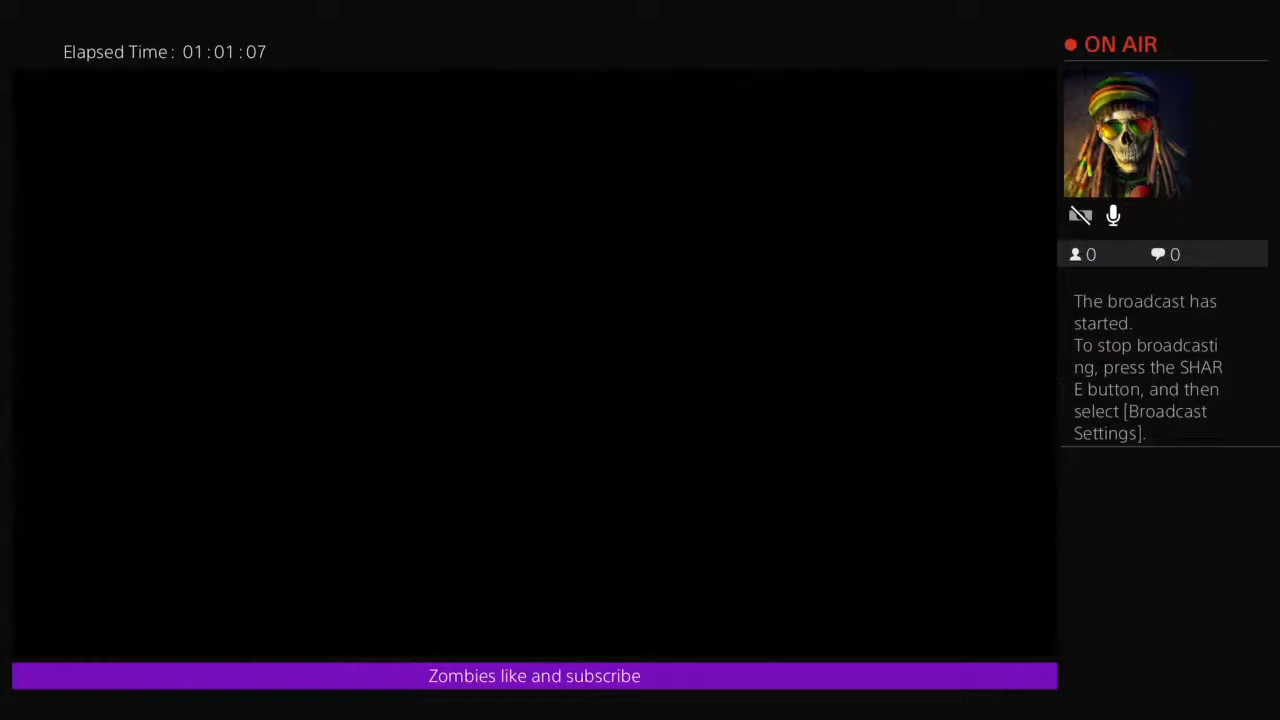 Elapsed Time: 01:01:07
ON AIR
0 0
The broadcast has
started.
To stop broadcasti
ng, press the SHAR
E button, and then
select [Broadcast
Settings].
Zombies like and subscribe